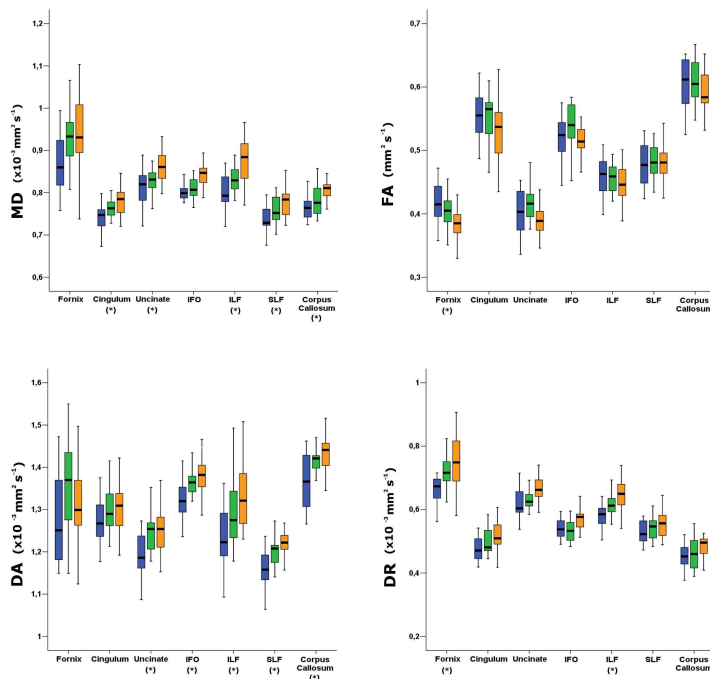 1,2
1,1
1
0,9
0,8
0,7
0,6
MD (x10⁻³ mm² s⁻¹)
Fornix Cingulum Uncinate IFO ILF SLF Corpus
Callosum
(*) (*) (*) (*) (*)
0,7
0,6
0,5
0,4
0,3
FA (mm² s⁻¹)
Fornix Cingulum Uncinate IFO ILF SLF Corpus
Callosum
(*)
1,6
1,5
1,4
1,3
1,2
1,1
1
DA (x10⁻³ mm² s⁻¹)
Fornix Cingulum Uncinate IFO ILF SLF Corpus
Callosum
(*) (*) (*) (*) (*)
1
0,8
0,6
0,4
0,2
DR (x10⁻³ mm² s⁻¹)
Fornix Cingulum Uncinate IFO ILF SLF Corpus
Callosum
(*) (*)